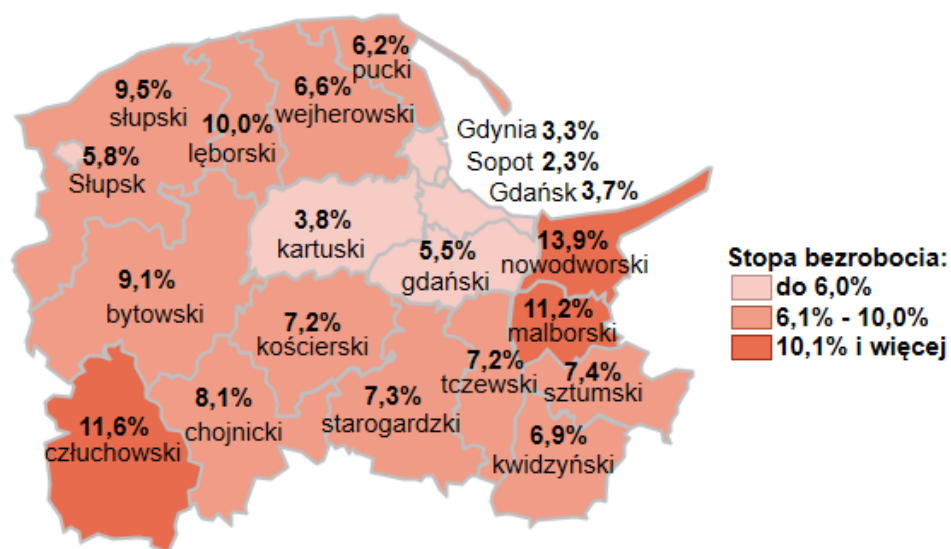 6,2%
pucki
9,5%
słupski
6,6%
wejherowski
10,0%
lęborski
5,8%
Słupsk
Gdynia 3,3%
Sopot 2,3%
Gdańsk 3,7%
3,8%
kartuski
5,5%
gdański
13,9%
nowodworski
9,1%
bytowski
11,2%
malborski
7,2%
kościerski
7,2%
tczewski
7,4%
sztumski
8,1%
chojnicki
7,3%
starogardzki
11,6%
człuchowski
6,9%
kwidzyński
Stopa bezrobocia:
do 6,0%
6,1% - 10,0%
10,1% i więcej